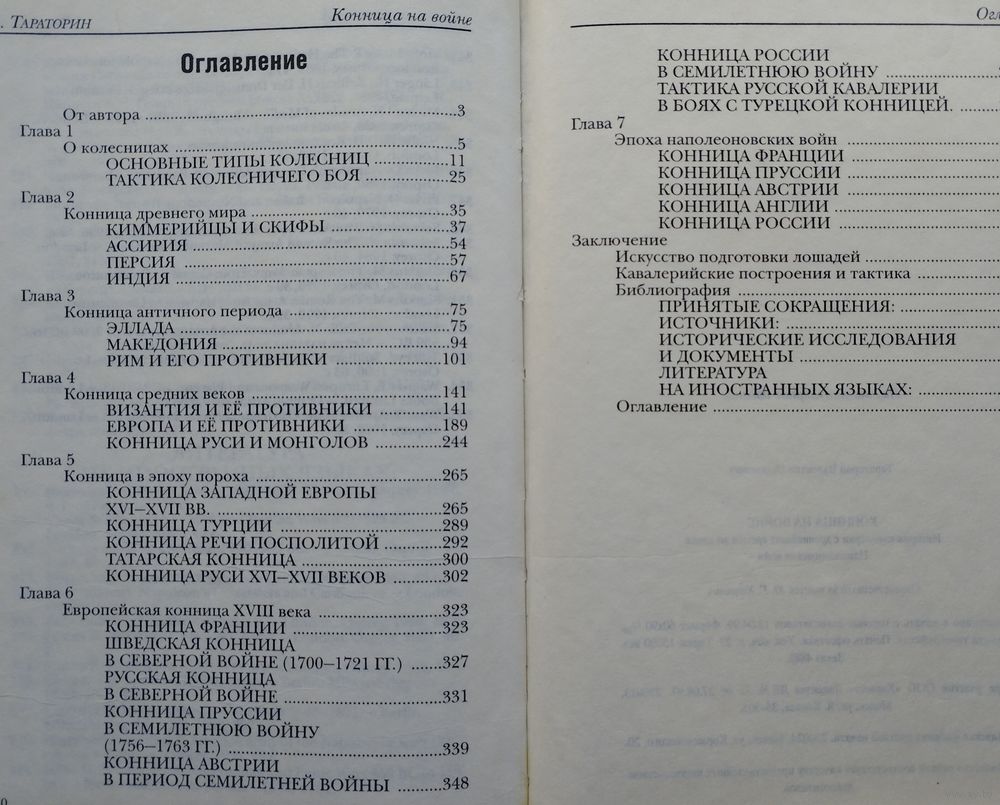 . ТАРАТОРИН
Конница на войне
Оглавление
От автора ....................3
Глава 1
О колесницах ....................5
ОСНОВНЫЕ ТИПЫ КОЛЕСНИЦ ....................11
ТАКТИКА КОЛЕСНИЧЕГО БОЯ ....................25
Глава 2
Конница древнего мира ....................35
КИММЕРИЙЦЫ И СКИФЫ ....................37
АССИРИЯ ....................54
ПЕРСИЯ ....................57
ИНДИЯ ....................67
Глава 3
Конница античного периода ....................75
ЭЛЛАДА ....................75
МАКЕДОНИЯ ....................94
РИМ И ЕГО ПРОТИВНИКИ ....................101
Глава 4
Конница средних веков ....................141
ВИЗАНТИЯ И ЕЁ ПРОТИВНИКИ ....................141
ЕВРОПА И ЕЁ ПРОТИВНИКИ ....................189
КОННИЦА РУСИ И МОНГОЛОВ ....................244
Глава 5
Конница в эпоху пороха ....................265
КОННИЦА ЗАПАДНОЙ ЕВРОПЫ
XVI–XVII ВВ. ....................265
КОННИЦА ТУРЦИИ ....................289
КОННИЦА РЕЧИ ПОСПОЛИТОЙ ....................292
ТАТАРСКАЯ КОННИЦА ....................300
КОННИЦА РУСИ XVI–XVII ВЕКОВ ....................302
Глава 6
Европейская конница XVIII века ....................323
КОННИЦА ФРАНЦИИ ....................323
ШВЕДСКАЯ КОННИЦА
В СЕВЕРНОЙ ВОЙНЕ (1700–1721 ГГ.) .......327
РУССКАЯ КОННИЦА
В СЕВЕРНОЙ ВОЙНЕ ....................331
КОННИЦА ПРУССИИ
В СЕМИЛЕТНЮЮ ВОЙНУ
(1756–1763 ГГ.) ....................339
КОННИЦА АВСТРИИ
В ПЕРИОД СЕМИЛЕТНЕЙ ВОЙНЫ ..........348
КОННИЦА РОССИИ
В СЕМИЛЕТНЮЮ ВОЙНУ ....................
ТАКТИКА РУССКОЙ КАВАЛЕРИИ
В БОЯХ С ТУРЕЦКОЙ КОННИЦЕЙ. .......
Глава 7
Эпоха наполеоновских войн ....................
КОННИЦА ФРАНЦИИ ....................
КОННИЦА ПРУССИИ ....................
КОННИЦА АВСТРИИ ....................
КОННИЦА АНГЛИИ ....................
КОННИЦА РОССИИ ....................
Заключение
Искусство подготовки лошадей ....................
Кавалерийские построения и тактика ............
Библиография ....................
ПРИНЯТЫЕ СОКРАЩЕНИЯ: ....................
ИСТОЧНИКИ: ....................
ИСТОРИЧЕСКИЕ ИССЛЕДОВАНИЯ
И ДОКУМЕНТЫ ....................
ЛИТЕРАТУРА
НА ИНОСТРАННЫХ ЯЗЫКАХ: ............
Оглавление ....................